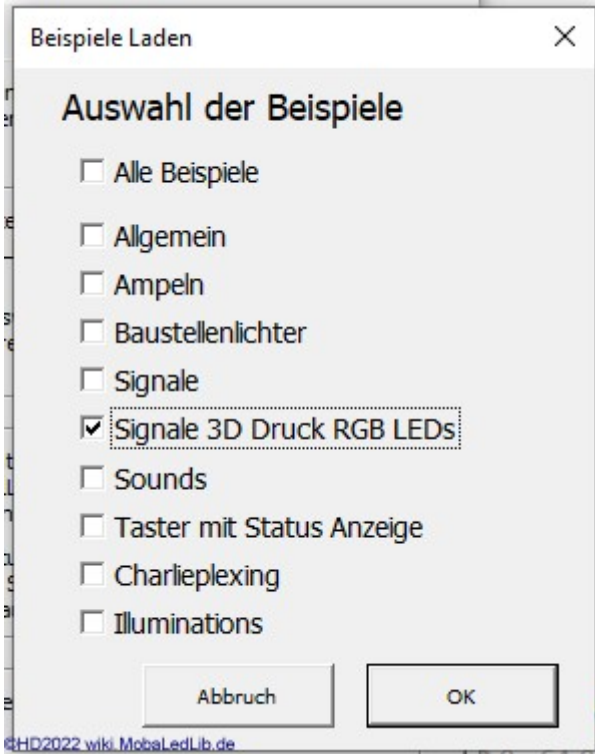 Beispiele Laden
Auswahl der Beispiele
Alle Beispiele
Allgemein
Ampeln
Baustellenlichter
Signale
Signale 3D Druck RGB LEDs
Sounds
Taster mit Status Anzeige
Charlieplexing
Illuminations
Abbruch
OK
©HD2022 wiki.MobaLedLib.de